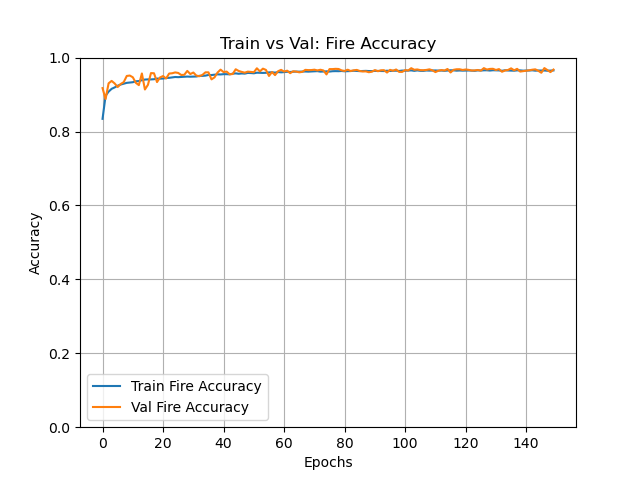 Train vs Val: Fire Accuracy
1.0
0.8
0.6
0.4
0.2
0.0
Accuracy
Train Fire Accuracy
Val Fire Accuracy
0 20 40 60 80 100 120 140
Epochs